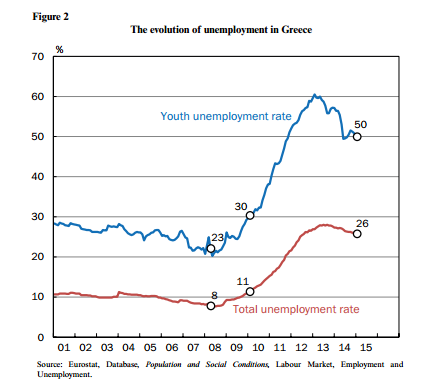 Figure 2
The evolution of unemployment in Greece
%
70
60
Youth unemployment rate
50
50
40
30
30
23
26
20
11
8
10
Total unemployment rate
0
01 02 03 04 05 06 07 08 09 10 11 12 13 14 15
Source: Eurostat, Database, Population and Social Conditions, Labour Market, Employment and
Unemployment.